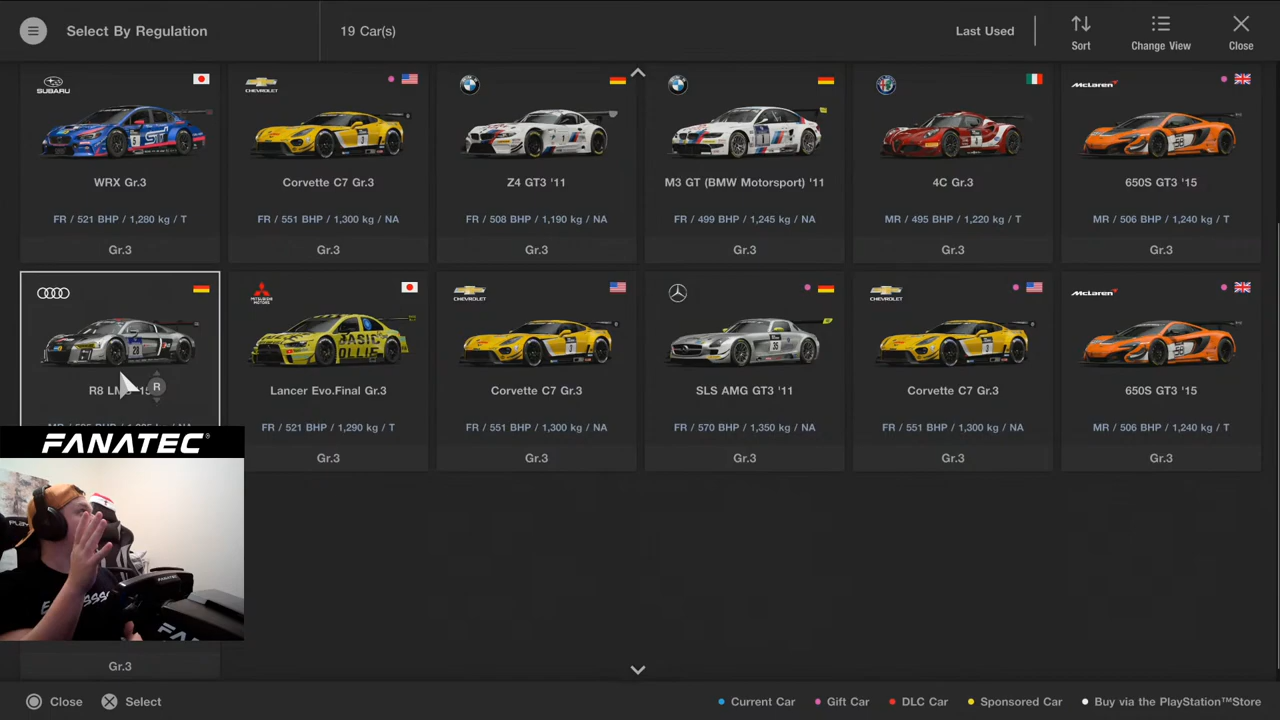 Select By Regulation
19 Car(s)
Last Used
Sort
Change View
Close
SUBARU
WRX Gr.3
FR / 521 BHP / 1,280 kg / T
Gr.3
CHEVROLET
Corvette C7 Gr.3
FR / 551 BHP / 1,300 kg / NA
Gr.3
Z4 GT3 '11
FR / 508 BHP / 1,190 kg / NA
Gr.3
M3 GT (BMW Motorsport) '11
FR / 499 BHP / 1,245 kg / NA
Gr.3
4C Gr.3
MR / 495 BHP / 1,220 kg / T
Gr.3
McLaren
650S GT3 '15
MR / 506 BHP / 1,240 kg / T
Gr.3
R8 LM
R
MITSUBISHI
MOTORS
Lancer Evo.Final Gr.3
FR / 521 BHP / 1,290 kg / T
Gr.3
CHEVROLET
Corvette C7 Gr.3
FR / 551 BHP / 1,300 kg / NA
Gr.3
SLS AMG GT3 '11
FR / 570 BHP / 1,350 kg / NA
Gr.3
CHEVROLET
Corvette C7 Gr.3
FR / 551 BHP / 1,300 kg / NA
Gr.3
McLaren
650S GT3 '15
MR / 506 BHP / 1,240 kg / T
Gr.3
FANATEC®
FANATEC
Gr.3
Close
Select
Current Car
Gift Car
DLC Car
Sponsored Car
Buy via the PlayStation™Store